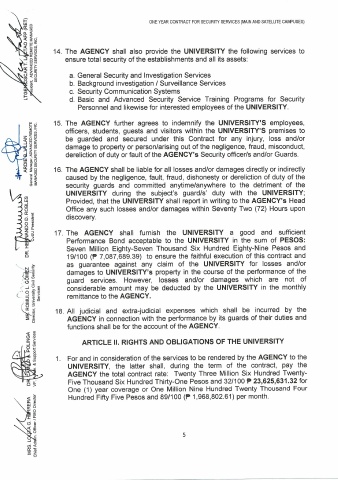 ONE YEAR CONTRACT FOR SECURITY SERVICES (MAIN AND SATELLITE CAMPUSES)
14. The AGENCY shall also provide the UNIVERSITY the following services to
ensure total security of the establishments and all its assets:
a. General Security and Investigation Services
b. Background investigation / Surveillance Services
c. Security Communication Systems
d. Basic and Advanced Security Service Training Programs for Security
Personnel and likewise for interested employees of the UNIVERSITY.
15. The AGENCY further agrees to indemnify the UNIVERSITY'S employees,
officers, students, guests and visitors within the UNIVERSITY'S premises to
be guarded and secured under this Contract for any injury, loss and/or
damage to property or person/arising out of the negligence, fraud, misconduct,
dereliction of duty or fault of the AGENCY's Security officer/s and/or Guards.
16. The AGENCY shall be liable for all losses and/or damages directly or indirectly
caused by the negligence, fault, fraud, dishonesty or dereliction of duty of the
security guards and committed anytime/anywhere to the detriment of the
UNIVERSITY during the subject's guards/' duty with the UNIVERSITY;
Provided, that the UNIVERSITY shall report in writing to the AGENCY's Head
Office any such losses and/or damages within Seventy Two (72) Hours upon
discovery.
17. The AGENCY shall furnish the UNIVERSITY a good and sufficient
Performance Bond acceptable to the UNIVERSITY in the sum of PESOS:
Seven Million Eighty-Seven Thousand Six Hundred Eighty-Nine Pesos and
19/100 (₱ 7,087,689.39) to ensure the faithful execution of this contract and
as guarantee against any claim of the UNIVERSITY for losses and/or
damages to UNIVERSITY's property in the course of the performance of the
guard services. However, losses and/or damages which are not of
considerable amount may be deducted by the UNIVERSITY in the monthly
remittance to the AGENCY.
18. All judicial and extra-judicial expenses which shall be incurred by the
AGENCY in connection with the performance by its guards of their duties and
functions shall be for the account of the AGENCY.
ARTICLE II. RIGHTS AND OBLIGATIONS OF THE UNIVERSITY
1. For and in consideration of the services to be rendered by the AGENCY to the
UNIVERSITY, the latter shall, during the term of the contract, pay the
AGENCY the total contract rate: Twenty Three Million Six Hundred Twenty-
Five Thousand Six Hundred Thirty-One Pesos and 32/100 ₱ 23,625,631.32 for
One (1) year coverage or One Million Nine Hundred Twenty Thousand Four
Hundred Fifty Five Pesos and 89/100 (₱ 1,968,802.61) per month.
5